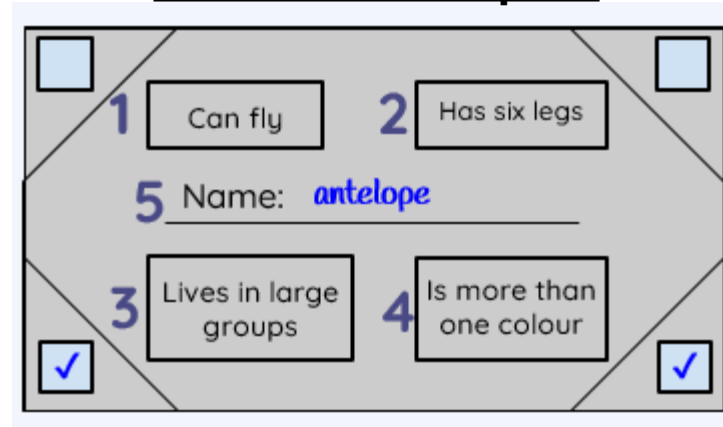 1 Can fly
2 Has six legs
5 Name: antelope
3 Lives in large
groups
4 Is more than
one colour